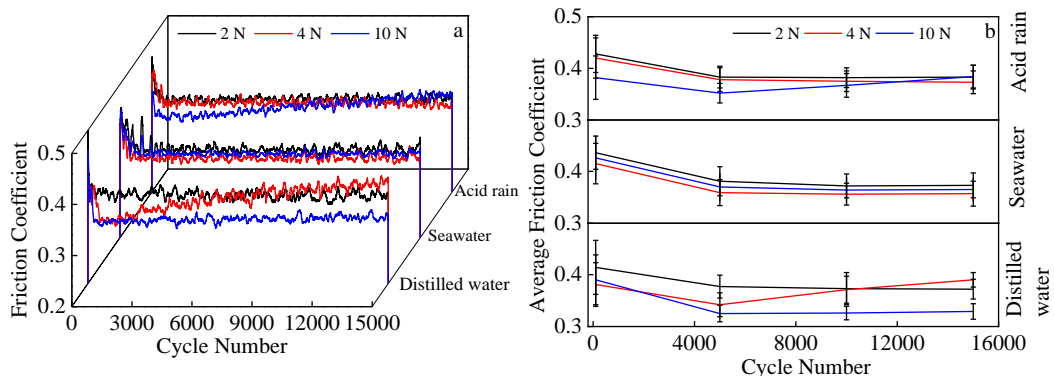 2 N 4 N 10 N a
Friction Coefficient
0.5
0.4
0.3
0.2
0 3000 6000 9000 12000 15000
Cycle Number
Acid rain
Seawater
Distilled water
2 N 4 N 10 N b
Average Friction Coefficient
0.5
0.4
0.3
0.4
0.3
0.4
0.3
0 4000 8000 12000 16000
Cycle Number
Acid rain
Seawater
Distilled
water